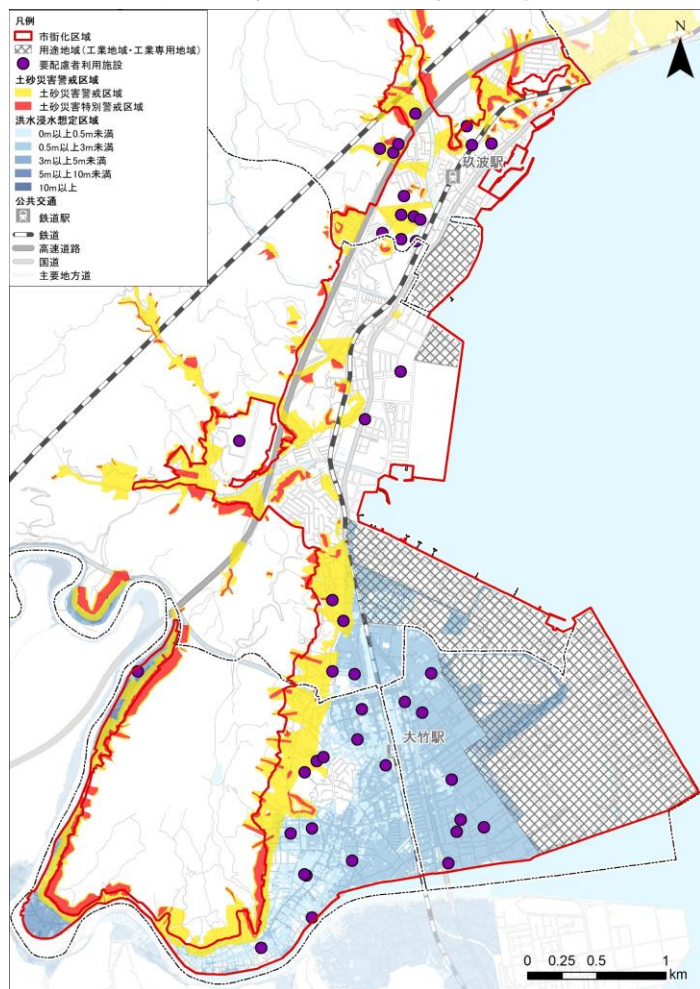 凡例
市街化区域
用途地域(工業地域・工業専用地域)
要配慮者利用施設
土砂災害警戒区域
土砂災害警戒区域
土砂災害特別警戒区域
洪水浸水想定区域
0m以上0.5m未満
0.5m以上3m未満
3m以上5m未満
5m以上10m未満
10m以上
公共交通
鉄道駅
鉄道
高速道路
国道
主要地方道
N
玖波駅
大竹駅
0 0.25 0.5 1
km